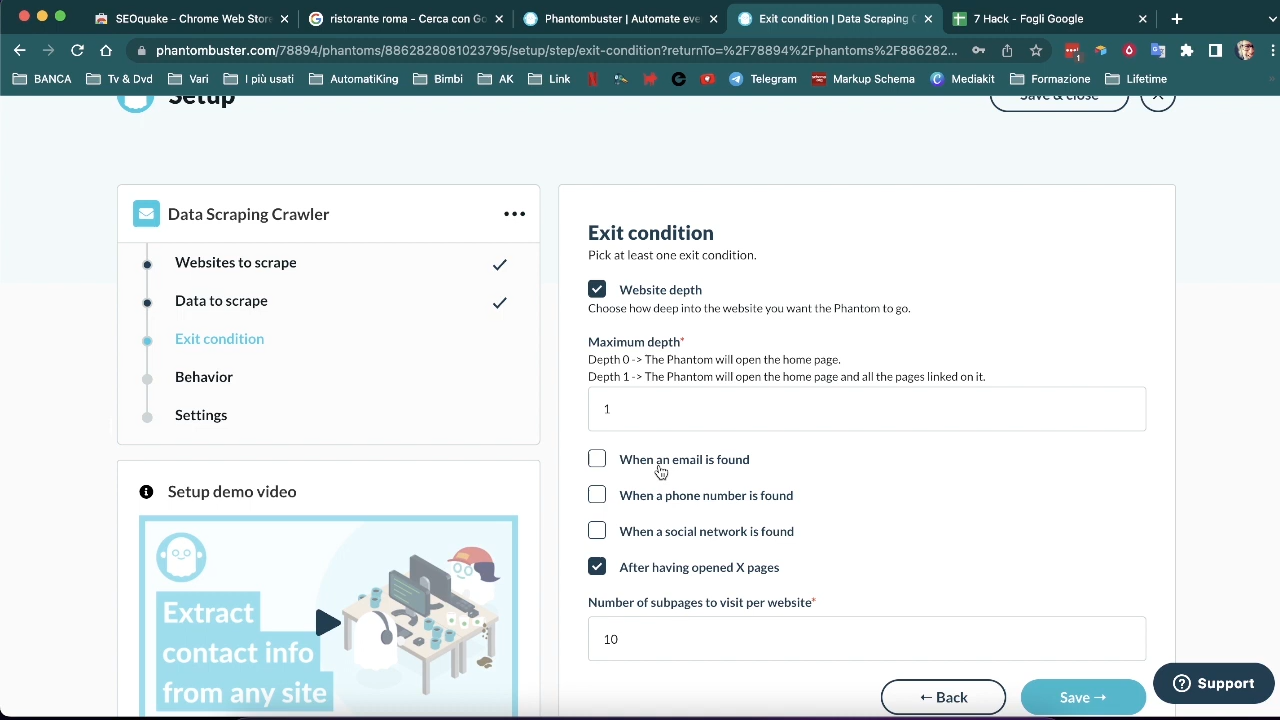 SEOquake - Chrome Web Store
ristorante roma - Cerca con Go
Phantombuster | Automate eve
Exit condition | Data Scraping C
7 Hack - Fogli Google
phantombuster.com/78894/phantoms/8862828081023795/setup/step/exit-condition?returnTo=%2F78894%2Fphantoms%2F886282...
BANCA
Tv & Dvd
Vari
I più usati
AutomatiKing
Bimbi
AK
Link
Telegram
Markup Schema
Mediakit
Formazione
Lifetime
Setup
Save & close
Data Scraping Crawler
Websites to scrape
Data to scrape
Exit condition
Behavior
Settings
Setup demo video
Extract
contact info
from any site
Exit condition
Pick at least one exit condition.
Website depth
Choose how deep into the website you want the Phantom to go.
Maximum depth*
Depth 0 -> The Phantom will open the home page.
Depth 1 -> The Phantom will open the home page and all the pages linked on it.
1
When an email is found
When a phone number is found
When a social network is found
After having opened X pages
Number of subpages to visit per website*
10
← Back
Save →
Support